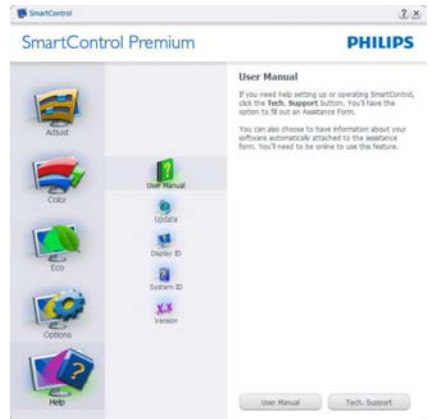 SmartControl
SmartControl Premium
PHILIPS
Adjust
Color
Eco
Options
Help
User Manual
Update
Display ID
System ID
X.X
Version
User Manual
If you need help setting up or operating SmartControl,
click the Tech. Support button. You'll have the
option to fill out an Assistance Form.
You can also choose to have information about your
software automatically attached to the assistance
form. You'll need to be online to use this feature.
User Manual
Tech. Support